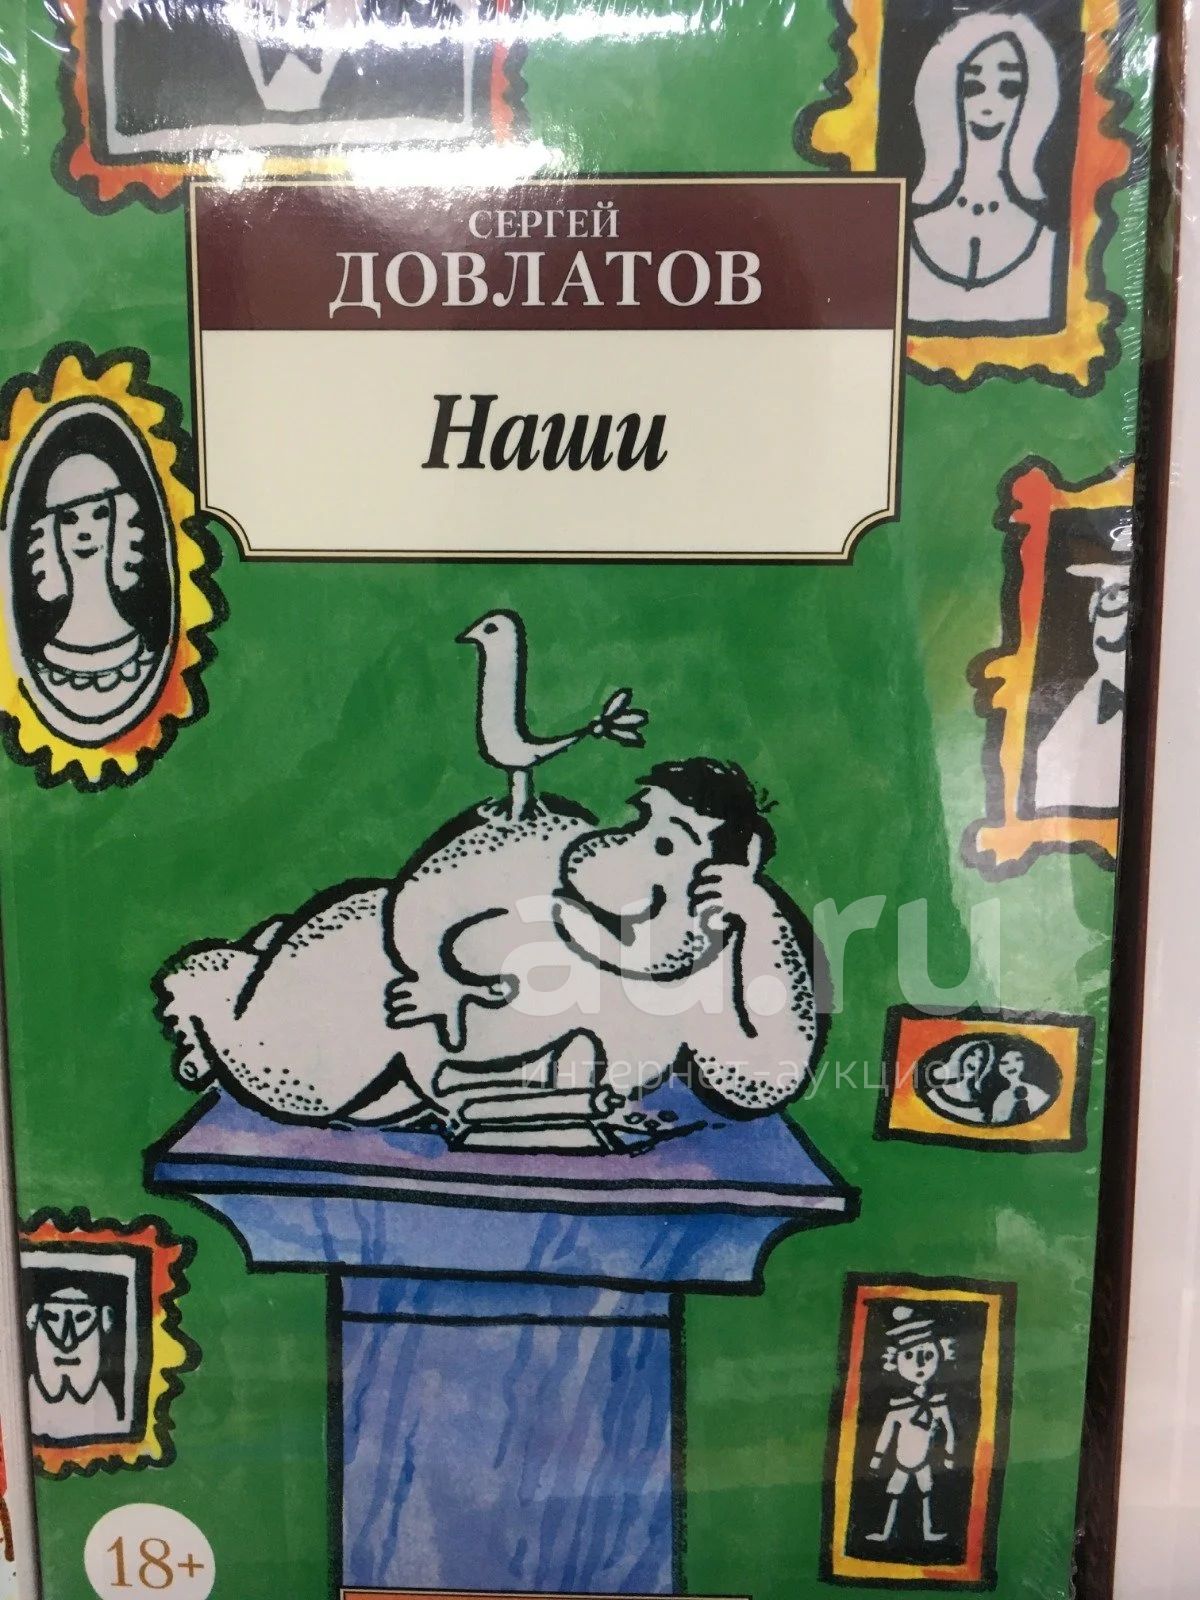 СЕРГЕЙ
ДОВЛАТОВ
Наши
au.ru
интернет-аукцион
18+